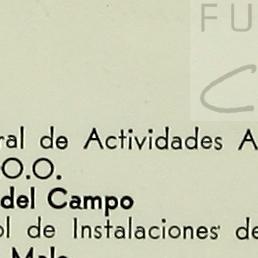 FU
C
ral de Actividades A
O.O.
del Campo
ol de Instalaciones de